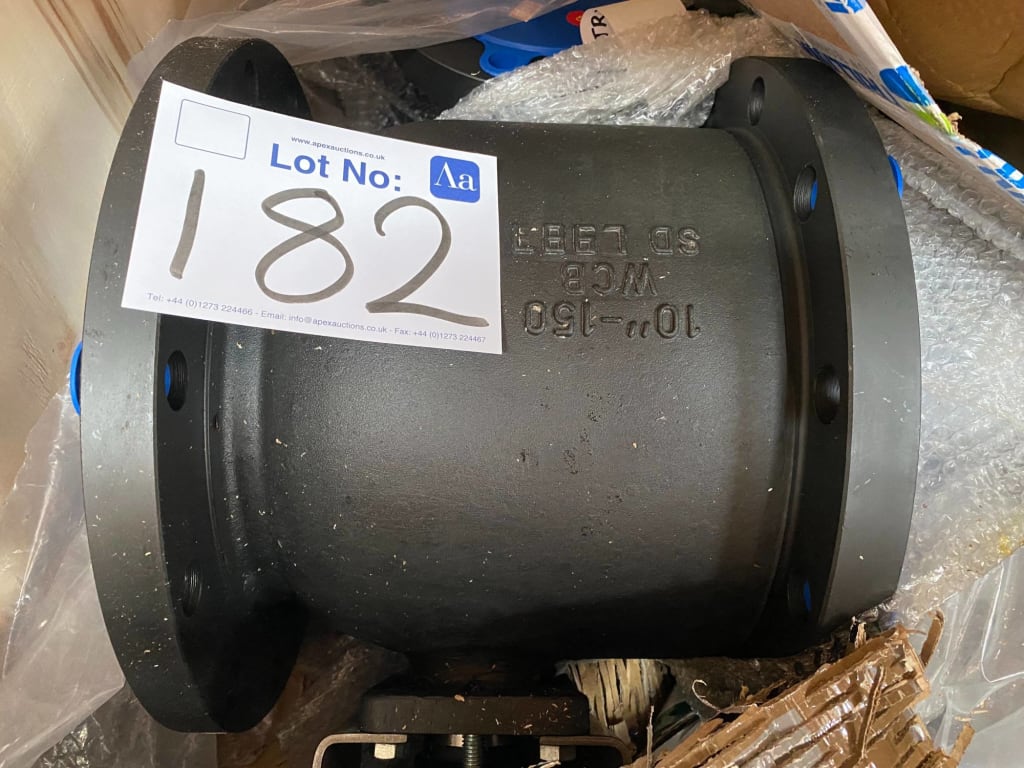 www.apexauctions.co.uk
Lot No:
Aa
182
Tel: +44 (0)1273 224466 - Email: info@apexauctions.co.uk - Fax: +44 (0)1273 224467
10"-150
WCB
SD
TR